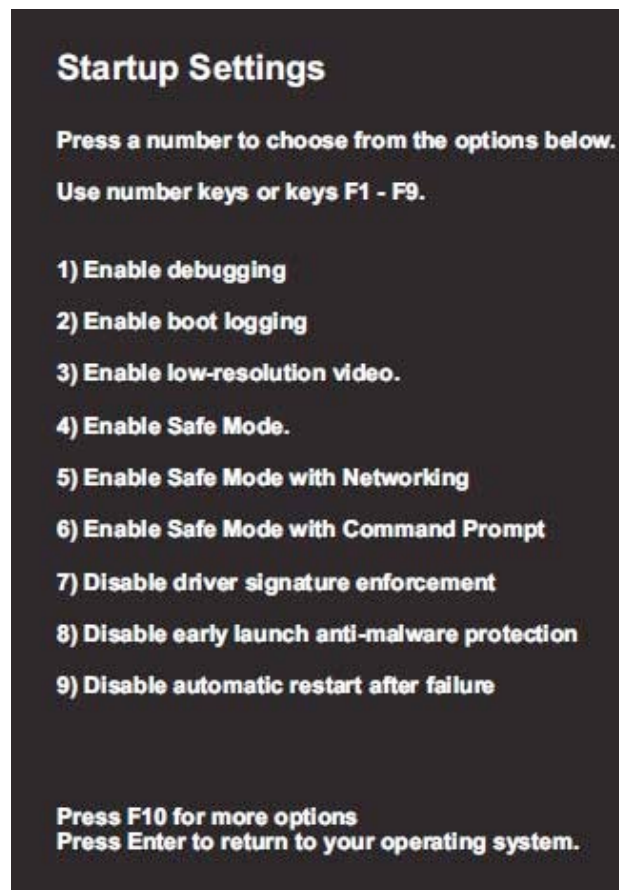 Startup Settings
Press a number to choose from the options below.
Use number keys or keys F1 - F9.
1) Enable debugging
2) Enable boot logging
3) Enable low-resolution video.
4) Enable Safe Mode.
5) Enable Safe Mode with Networking
6) Enable Safe Mode with Command Prompt
7) Disable driver signature enforcement
8) Disable early launch anti-malware protection
9) Disable automatic restart after failure
Press F10 for more options
Press Enter to return to your operating system.